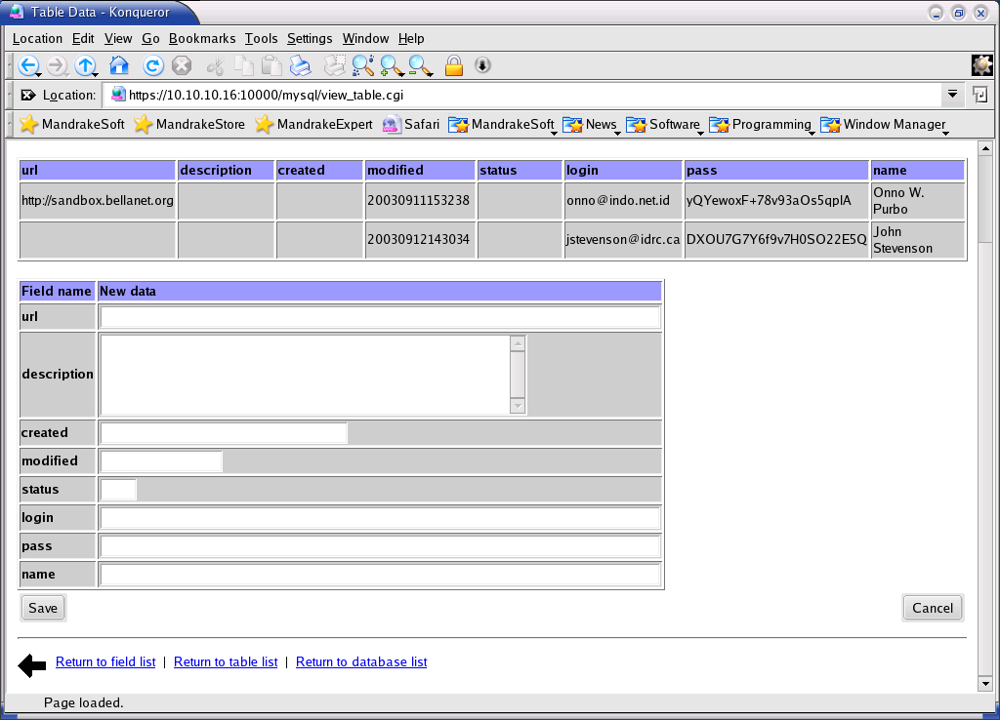 Table Data - Konqueror
Location Edit View Go Bookmarks Tools Settings Window Help
Location: https://10.10.10.16:10000/mysql/view_table.cgi
MandrakeSoft MandrakeStore MandrakeExpert Safari MandrakeSoft News Software Programming Window Manager
url description created modified status login pass name
http://sandbox.bellanet.org 20030911153238 onno@indo.net.id yQYewoxF+78v93aOs5qpIA Onno W.
Purbo
20030912143034 jstevenson@idrc.ca DXOU7G7Y6f9v7H0SO22E5Q John
Stevenson
Field name New data
url
description
created
modified
status
login
pass
name
Save Cancel
Return to field list | Return to table list | Return to database list
Page loaded.